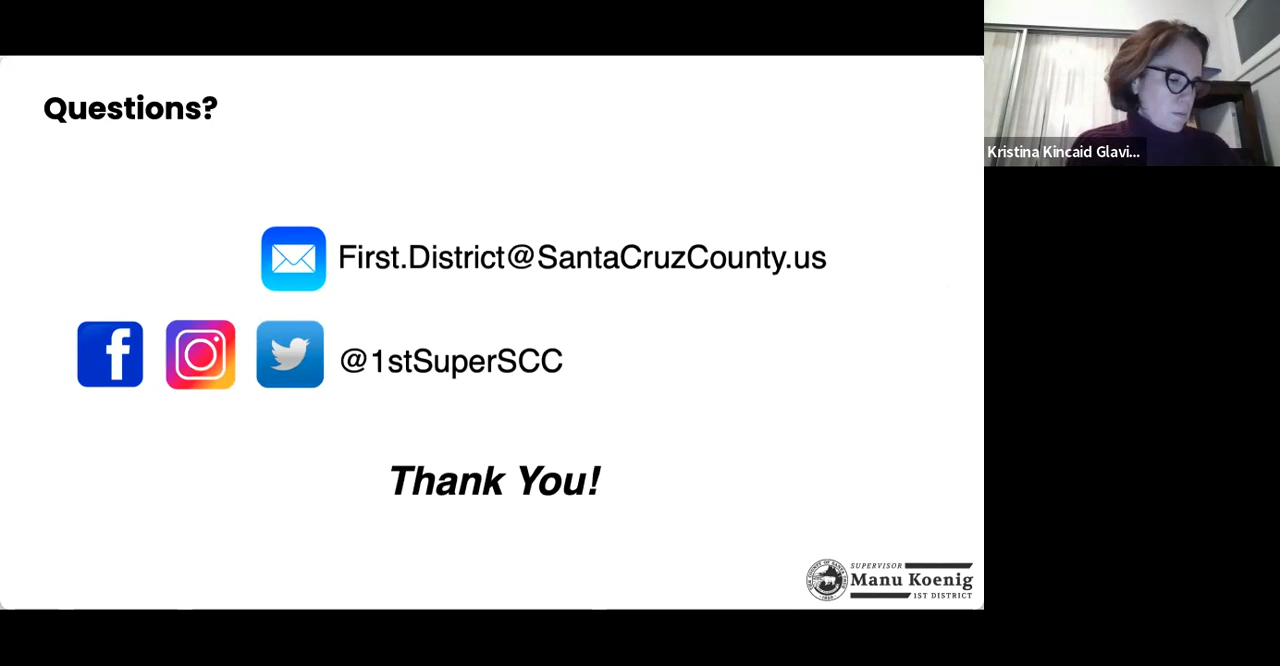 Questions?
First.District@SantaCruzCounty.us
@1stSuperSCC
Thank You!
SUPERVISOR
Manu Koenig
1ST DISTRICT
Kristina Kincaid Glavi...